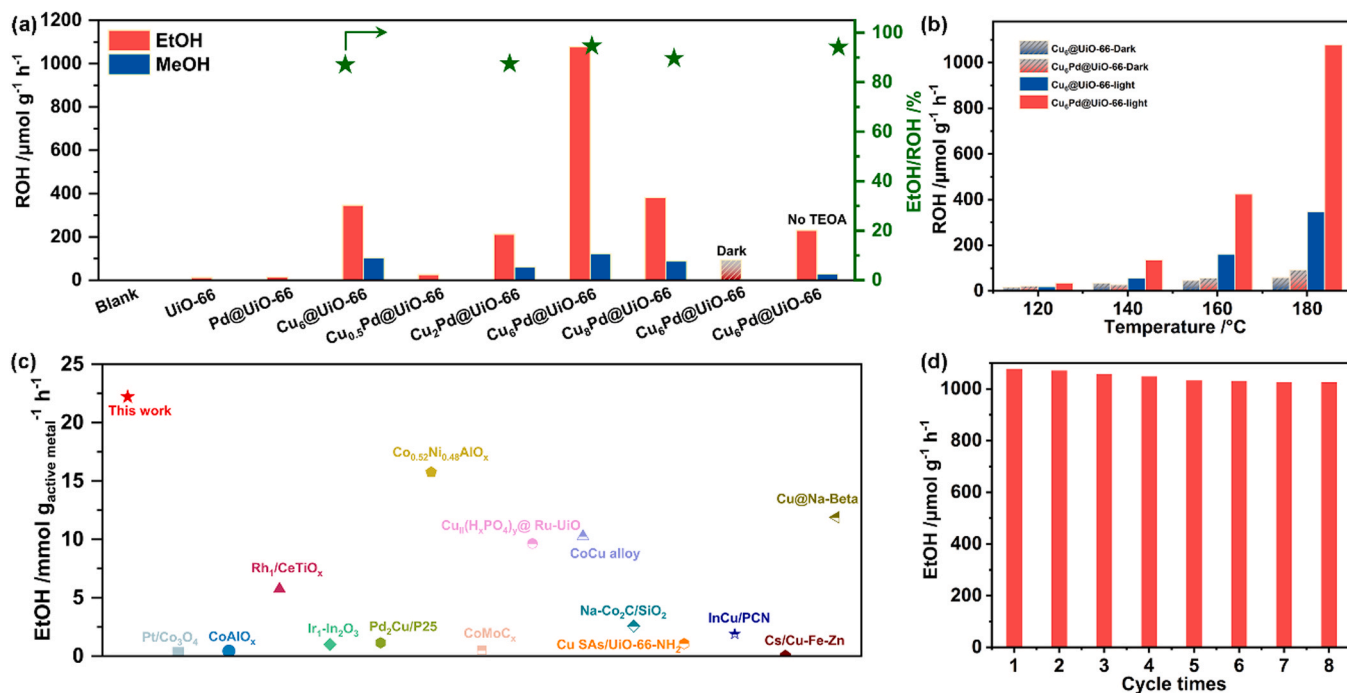 (a)
1200
1000
800
600
400
200
0
ROH /μmol g⁻¹ h⁻¹
EtOH
MeOH
100
80
60
40
20
0
EtOH/ROH /%
Dark
No TEOA
Blank
UiO-66
Pd@UiO-66
Cu₆@UiO-66
Cu₀.₅Pd@UiO-66
Cu₂Pd@UiO-66
Cu₆Pd@UiO-66
Cu₈Pd@UiO-66
Cu₆Pd@UiO-66
Cu₆Pd@UiO-66
(b)
1000
800
600
400
200
0
ROH /μmol g⁻¹ h⁻¹
Cu₆@UiO-66-Dark
Cu₆Pd@UiO-66-Dark
Cu₆@UiO-66-light
Cu₆Pd@UiO-66-light
120 140 160 180
Temperature /°C
(c)
25
20
15
10
5
0
EtOH /mmol g_active metal⁻¹ h⁻¹
This work
Co₀.₅₂Ni₀.₄₈AlOₓ
Cu@Na-Beta
Cu_II(HₓPO₄)ᵧ@ Ru-UiO
CoCu alloy
Rh₁/CeTiOₓ
Na-Co₂C/SiO₂
InCu/PCN
Pt/Co₃O₄
CoAlOₓ
Ir₁-In₂O₃
Pd₂Cu/P25
CoMoCₓ
Cu SAs/UiO-66-NH₂
Cs/Cu-Fe-Zn
(d)
1000
800
600
400
200
0
EtOH /μmol g⁻¹ h⁻¹
1 2 3 4 5 6 7 8
Cycle times